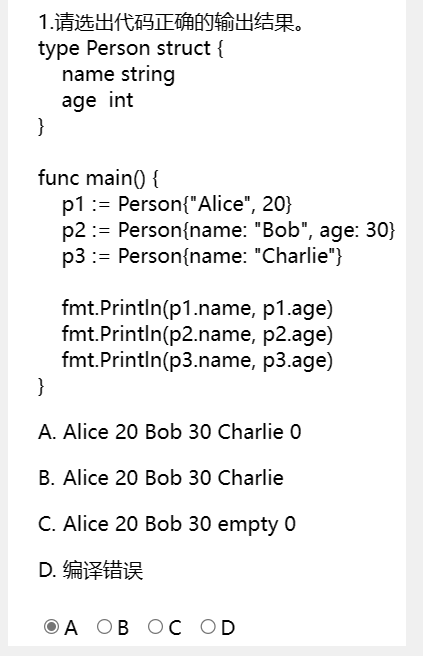 1.请选出代码正确的输出结果。
type Person struct {
    name string
    age  int
}

func main() {
    p1 := Person{"Alice", 20}
    p2 := Person{name: "Bob", age: 30}
    p3 := Person{name: "Charlie"}

    fmt.Println(p1.name, p1.age)
    fmt.Println(p2.name, p2.age)
    fmt.Println(p3.name, p3.age)
}
A. Alice 20 Bob 30 Charlie 0
B. Alice 20 Bob 30 Charlie
C. Alice 20 Bob 30 empty 0
D. 编译错误
A B C D